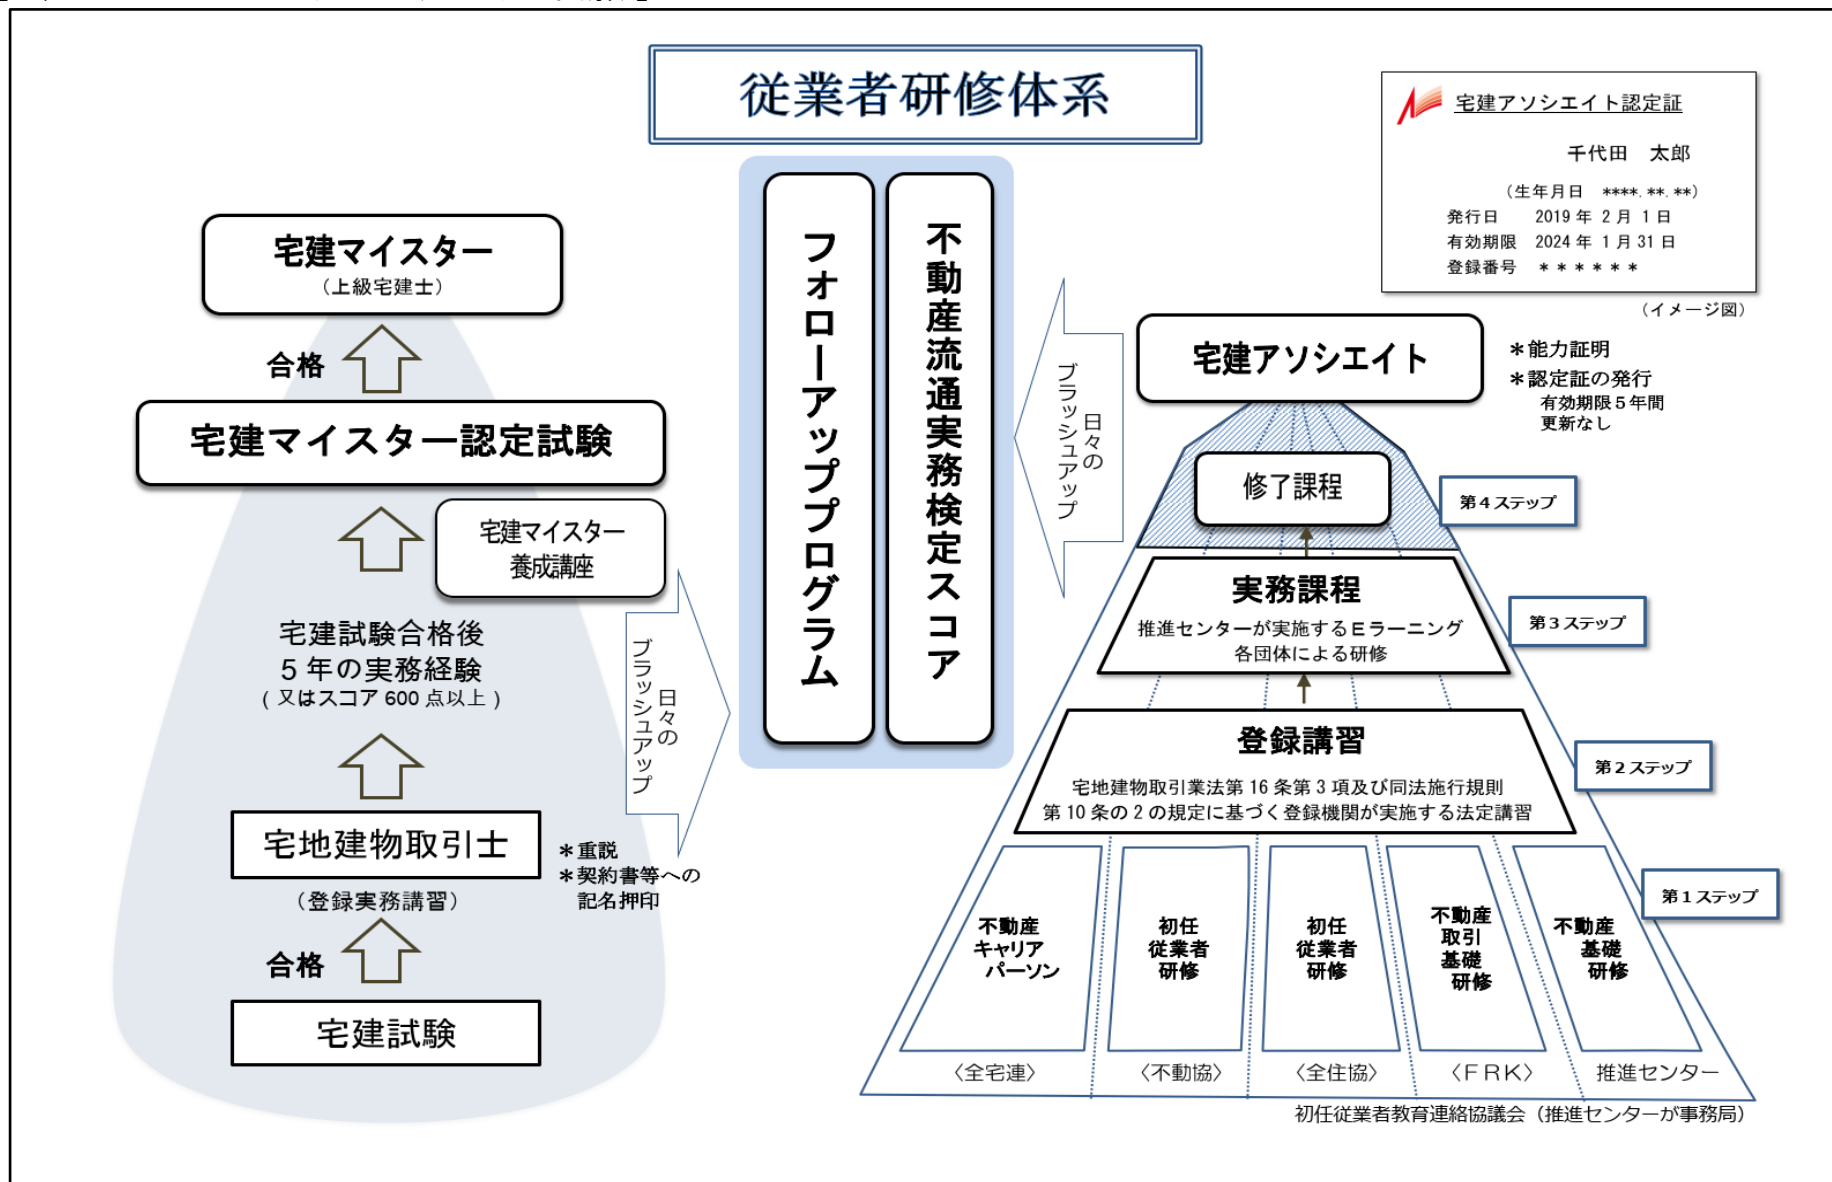 従業者研修体系
宅建アソシエイト認定証
千代田 太郎
（生年月日 ****.**.**）
発行日 2019 年 2 月 1 日
有効期限 2024 年 1 月 31 日
登録番号 ＊＊＊＊＊＊
（イメージ図）
宅建マイスター
（上級宅建士）
合格
宅建マイスター認定試験
宅建マイスター
養成講座
宅建試験合格後
５年の実務経験
（又はスコア 600 点以上）
宅地建物取引士
（登録実務講習）
＊重説
＊契約書等への
記名押印
合格
宅建試験
日々の
ブラッシュアップ
フォローアッププログラム
不動産流通実務検定スコア
日々の
ブラッシュアップ
宅建アソシエイト
＊能力証明
＊認定証の発行
有効期限５年間
更新なし
修了課程
第４ステップ
実務課程
推進センターが実施するＥラーニング
各団体による研修
第３ステップ
登録講習
宅地建物取引業法第 16 条第 3 項及び同法施行規則
第 10 条の 2 の規定に基づく登録機関が実施する法定講習
第２ステップ
不動産
キャリア
パーソン
初任
従業者
研修
初任
従業者
研修
不動産
取引
基礎
研修
不動産
基礎
研修
第１ステップ
〈全宅連〉
〈不動協〉
〈全住協〉
〈ＦＲＫ〉
推進センター
初任従業者教育連絡協議会（推進センターが事務局）